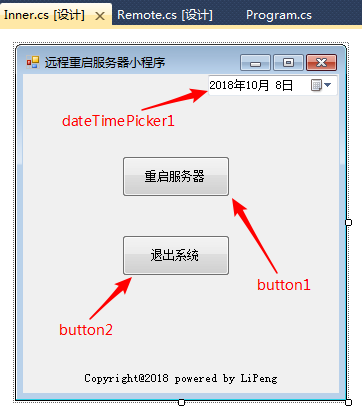 Inner.cs [设计] Remote.cs [设计] Program.cs
远程重启服务器小程序
2018年10月 8日
dateTimePicker1
重启服务器
退出系统
button1
button2
Copyright@2018 powered by LiPeng